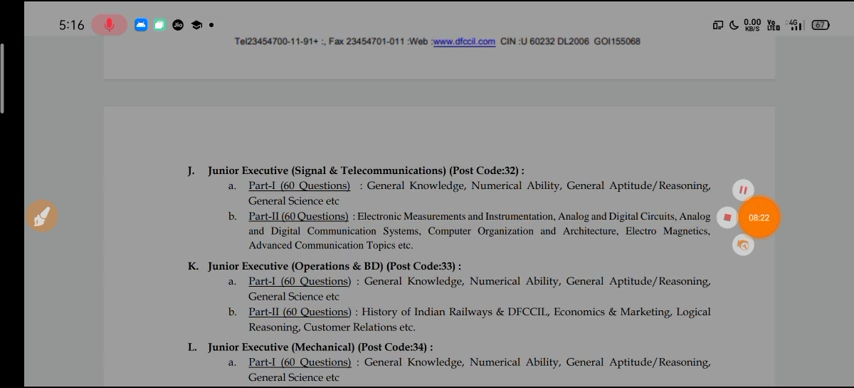 5:16
Jio
0.00 KB/S
Vo LTE
4G
67
Tel23454700-11-91+ :, Fax 23454701-011 :Web :www.dfccil.com CIN :U 60232 DL2006 GOI155068
J. Junior Executive (Signal & Telecommunications) (Post Code:32) :
a. Part-I (60 Questions) : General Knowledge, Numerical Ability, General Aptitude/Reasoning,
General Science etc
b. Part-II (60 Questions) : Electronic Measurements and Instrumentation, Analog and Digital Circuits, Analog
and Digital Communication Systems, Computer Organization and Architecture, Electro Magnetics,
Advanced Communication Topics etc.
08:22
K. Junior Executive (Operations & BD) (Post Code:33) :
a. Part-I (60 Questions) : General Knowledge, Numerical Ability, General Aptitude/Reasoning,
General Science etc
b. Part-II (60 Questions) : History of Indian Railways & DFCCIL, Economics & Marketing, Logical
Reasoning, Customer Relations etc.
L. Junior Executive (Mechanical) (Post Code:34) :
a. Part-I (60 Questions) : General Knowledge, Numerical Ability, General Aptitude/Reasoning,
General Science etc